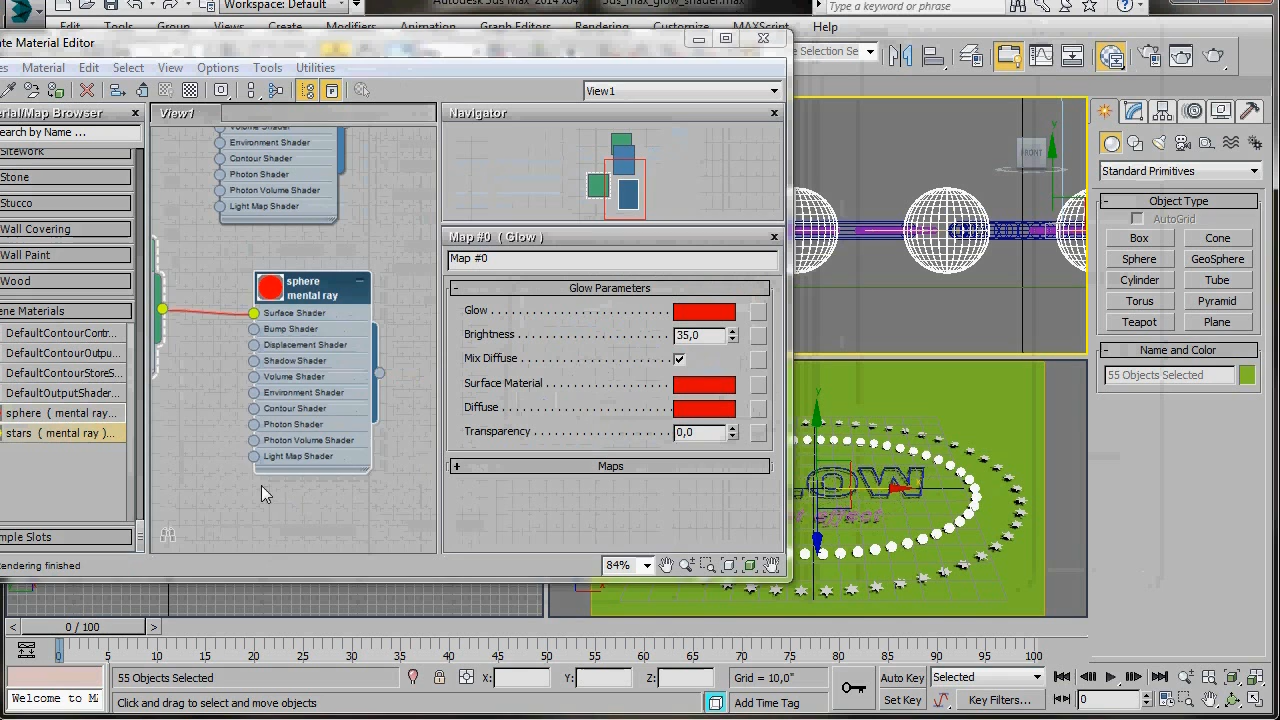 Workspace: Default
Autodesk 3ds Max 2014 x64
3ds_max_glow_shader.max
Type a keyword or phrase
Edit Tools Group Views Create Modifiers Animation Graph Editors Rendering Customize MAXScript Help
Material Editor
Material Edit Select View Options Tools Utilities
Selection Se
View1
Material/Map Browser
View1
Navigator
earch by Name ...
Sitework
Stone
Stucco
Wall Covering
Wall Paint
Wood
ene Materials
DefaultContourContr...
DefaultContourOutpu...
DefaultContourStoreS...
DefaultOutputShader...
sphere ( mental ray...
stars ( mental ray )...
mple Slots
Rendering finished
Volume Shader
Environment Shader
Contour Shader
Photon Shader
Photon Volume Shader
Light Map Shader
sphere
mental ray
Surface Shader
Bump Shader
Displacement Shader
Shadow Shader
Volume Shader
Environment Shader
Contour Shader
Photon Shader
Photon Volume Shader
Light Map Shader
Map #0 ( Glow )
Map #0
Glow Parameters
Glow
Brightness 35,0
Mix Diffuse
Surface Material
Diffuse
Transparency 0,0
Maps
84%
FRONT
y
y
Standard Primitives
Object Type
AutoGrid
Box Cone
Sphere GeoSphere
Cylinder Tube
Torus Pyramid
Teapot Plane
Name and Color
55 Objects Selected
0 / 100
0 5 10 15 20 25 30 35 40 45 50 55 60 65 70 75 80 85 90 95 100
55 Objects Selected
X: Y: Z: Grid = 10,0"
Auto Key Selected
Welcome to M
Click and drag to select and move objects
Add Time Tag
Set Key Key Filters...
0